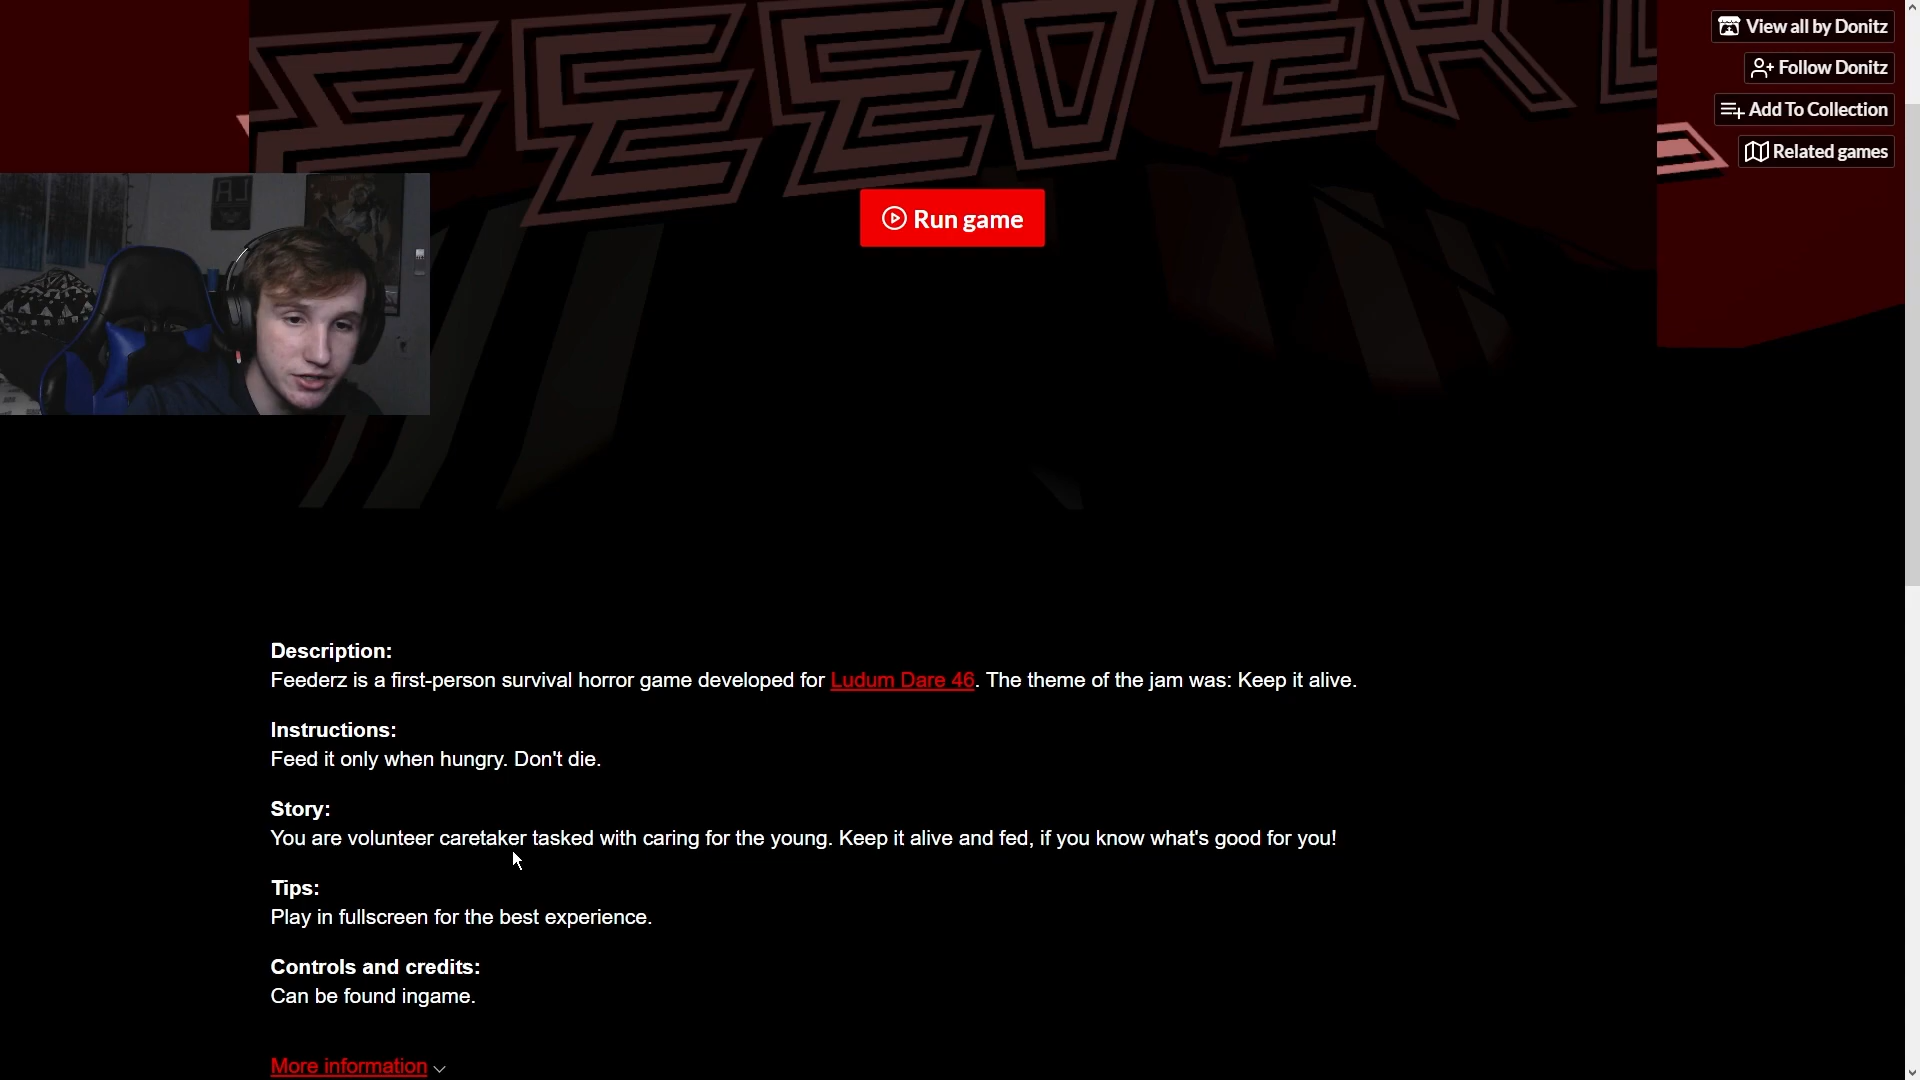 FEEDERZ
View all by Donitz
Follow Donitz
Add To Collection
Related games
AJ
Run game
Description:
Feederz is a first-person survival horror game developed for Ludum Dare 46. The theme of the jam was: Keep it alive.
Instructions:
Feed it only when hungry. Don't die.
Story:
You are volunteer caretaker tasked with caring for the young. Keep it alive and fed, if you know what's good for you!
Tips:
Play in fullscreen for the best experience.
Controls and credits:
Can be found ingame.
More information